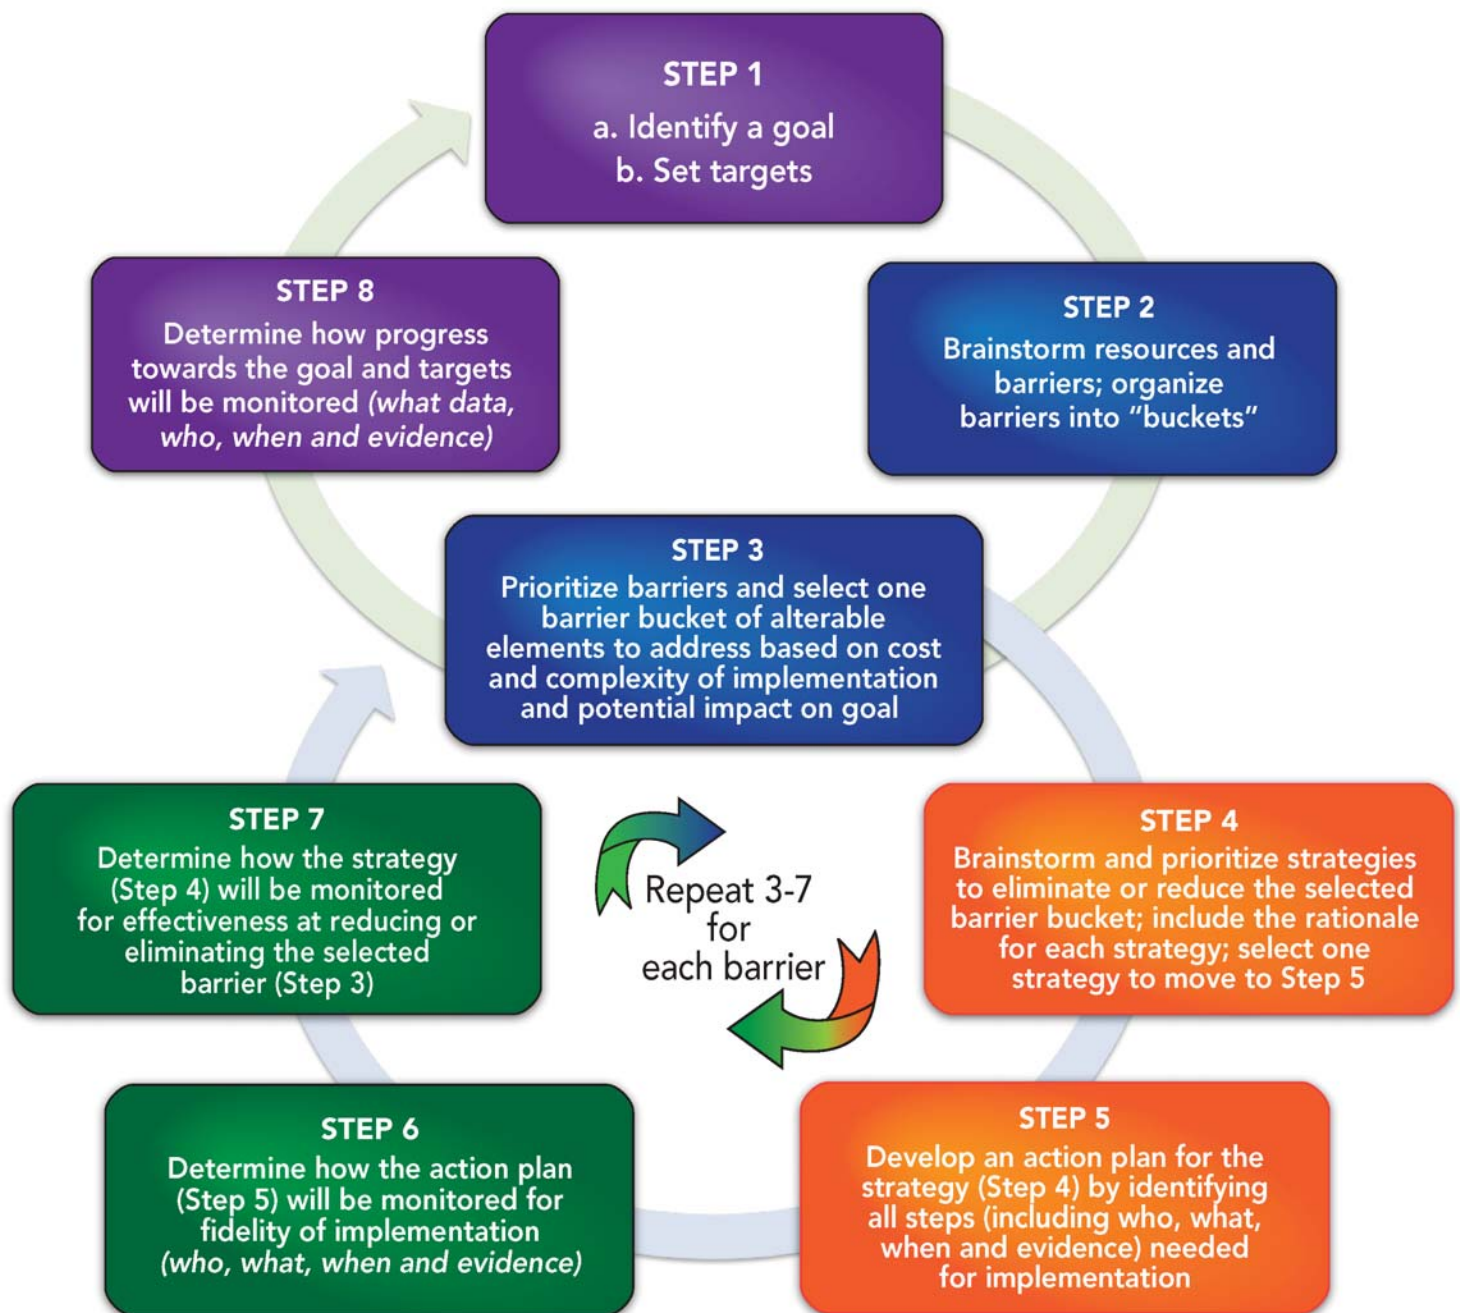 STEP 1
a. Identify a goal
b. Set targets
STEP 2
Brainstorm resources and
barriers; organize
barriers into “buckets”
STEP 3
Prioritize barriers and select one
barrier bucket of alterable
elements to address based on cost
and complexity of implementation
and potential impact on goal
STEP 4
Brainstorm and prioritize strategies
to eliminate or reduce the selected
barrier bucket; include the rationale
for each strategy; select one
strategy to move to Step 5
STEP 5
Develop an action plan for the
strategy (Step 4) by identifying
all steps (including who, what,
when and evidence) needed
for implementation
STEP 6
Determine how the action plan
(Step 5) will be monitored for
fidelity of implementation
(who, what, when and evidence)
STEP 7
Determine how the strategy
(Step 4) will be monitored
for effectiveness at reducing or
eliminating the selected
barrier (Step 3)
STEP 8
Determine how progress
towards the goal and targets
will be monitored (what data,
who, when and evidence)
Repeat 3-7
for
each barrier